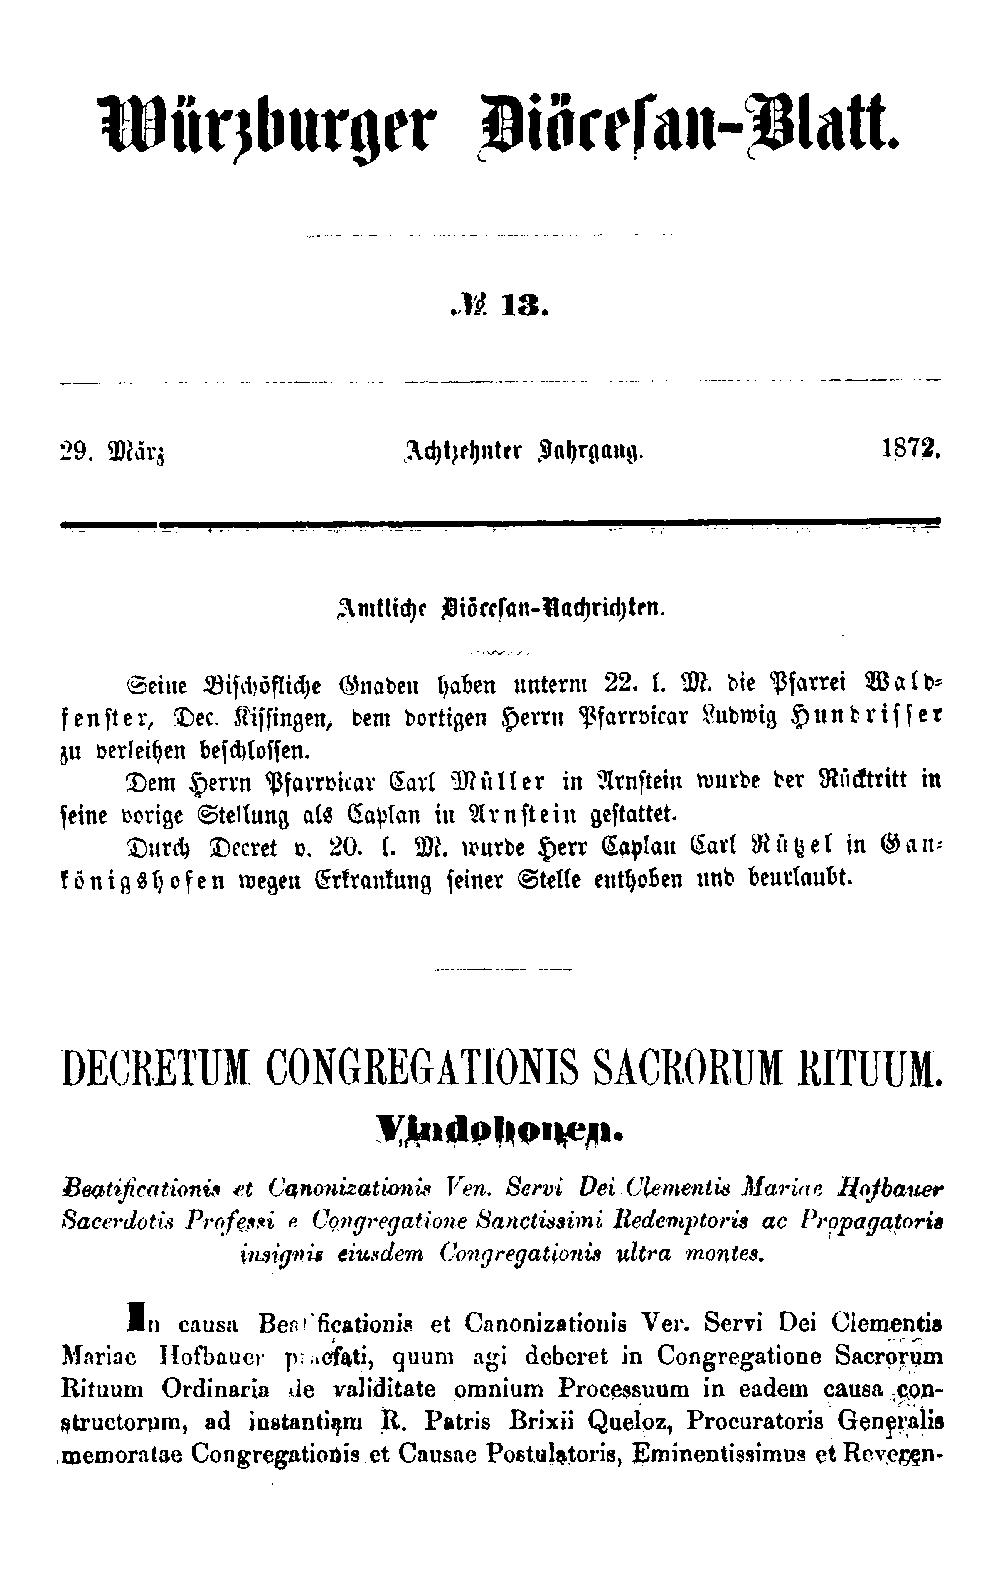 Würzburger Diöcesan-Blatt.
№ 13.
29. März Achtzehnter Jahrgang. 1872.
Amtliche Diöcesan-Nachrichten.
Seine Bischöfliche Gnaden haben unterm 22. l. M. die Pfarrei Wald-
fenster, Dec. Kissingen, dem dortigen Herrn Pfarrvicar Ludwig Hundrisser
zu verleihen beschlossen.
Dem Herrn Pfarrvicar Carl Müller in Arnstein wurde der Rücktritt in
seine vorige Stellung als Caplan in Arnstein gestattet.
Durch Decret v. 20. l. M. wurde Herr Caplan Carl Rützel in Gau-
königshofen wegen Erkrankung seiner Stelle enthoben und beurlaubt.
DECRETUM CONGREGATIONIS SACRORUM RITUUM.
Vindobonen.
Beatificationis et Canonizationis Ven. Servi Dei Clementis Mariae Hofbauer
Sacerdotis Professi e Congregatione Sanctissimi Redemptoris ac Propagatoris
insignis eiusdem Congregationis ultra montes.
In causa Beatificationis et Canonizationis Ver. Servi Dei Clementis
Mariae Hofbauer praefati, quum agi deberet in Congregatione Sacrorum
Rituum Ordinaria de validitate omnium Processuum in eadem causa con-
structorum, ad instantiam R. Patris Brixii Queloz, Procuratoris Generalis
memoratae Congregationis et Causae Postulatoris, Eminentissimus et Reveren-